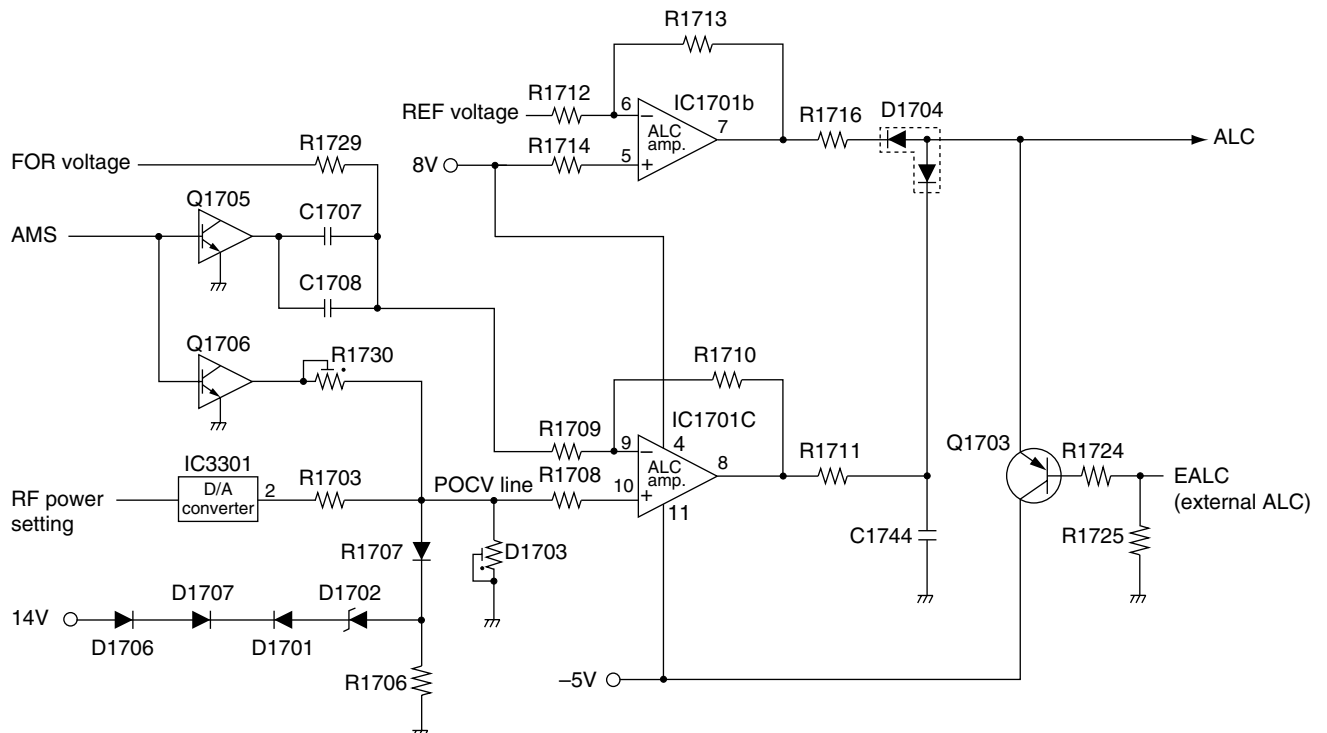 R1713
R1712
REF voltage
6
IC1701b
ALC
amp.
7
R1716
D1704
R1729
FOR voltage
8V
R1714
5
ALC
Q1705
C1707
AMS
C1708
Q1706
R1730
R1710
IC1701C
R1709
9
4
ALC
amp.
8
R1711
Q1703
R1724
EALC
(external ALC)
IC3301
D/A
converter
2
R1703
POCV line
R1708
10
11
RF power
setting
R1707
D1703
C1744
R1725
D1707
D1702
14V
D1706
D1701
R1706
–5V